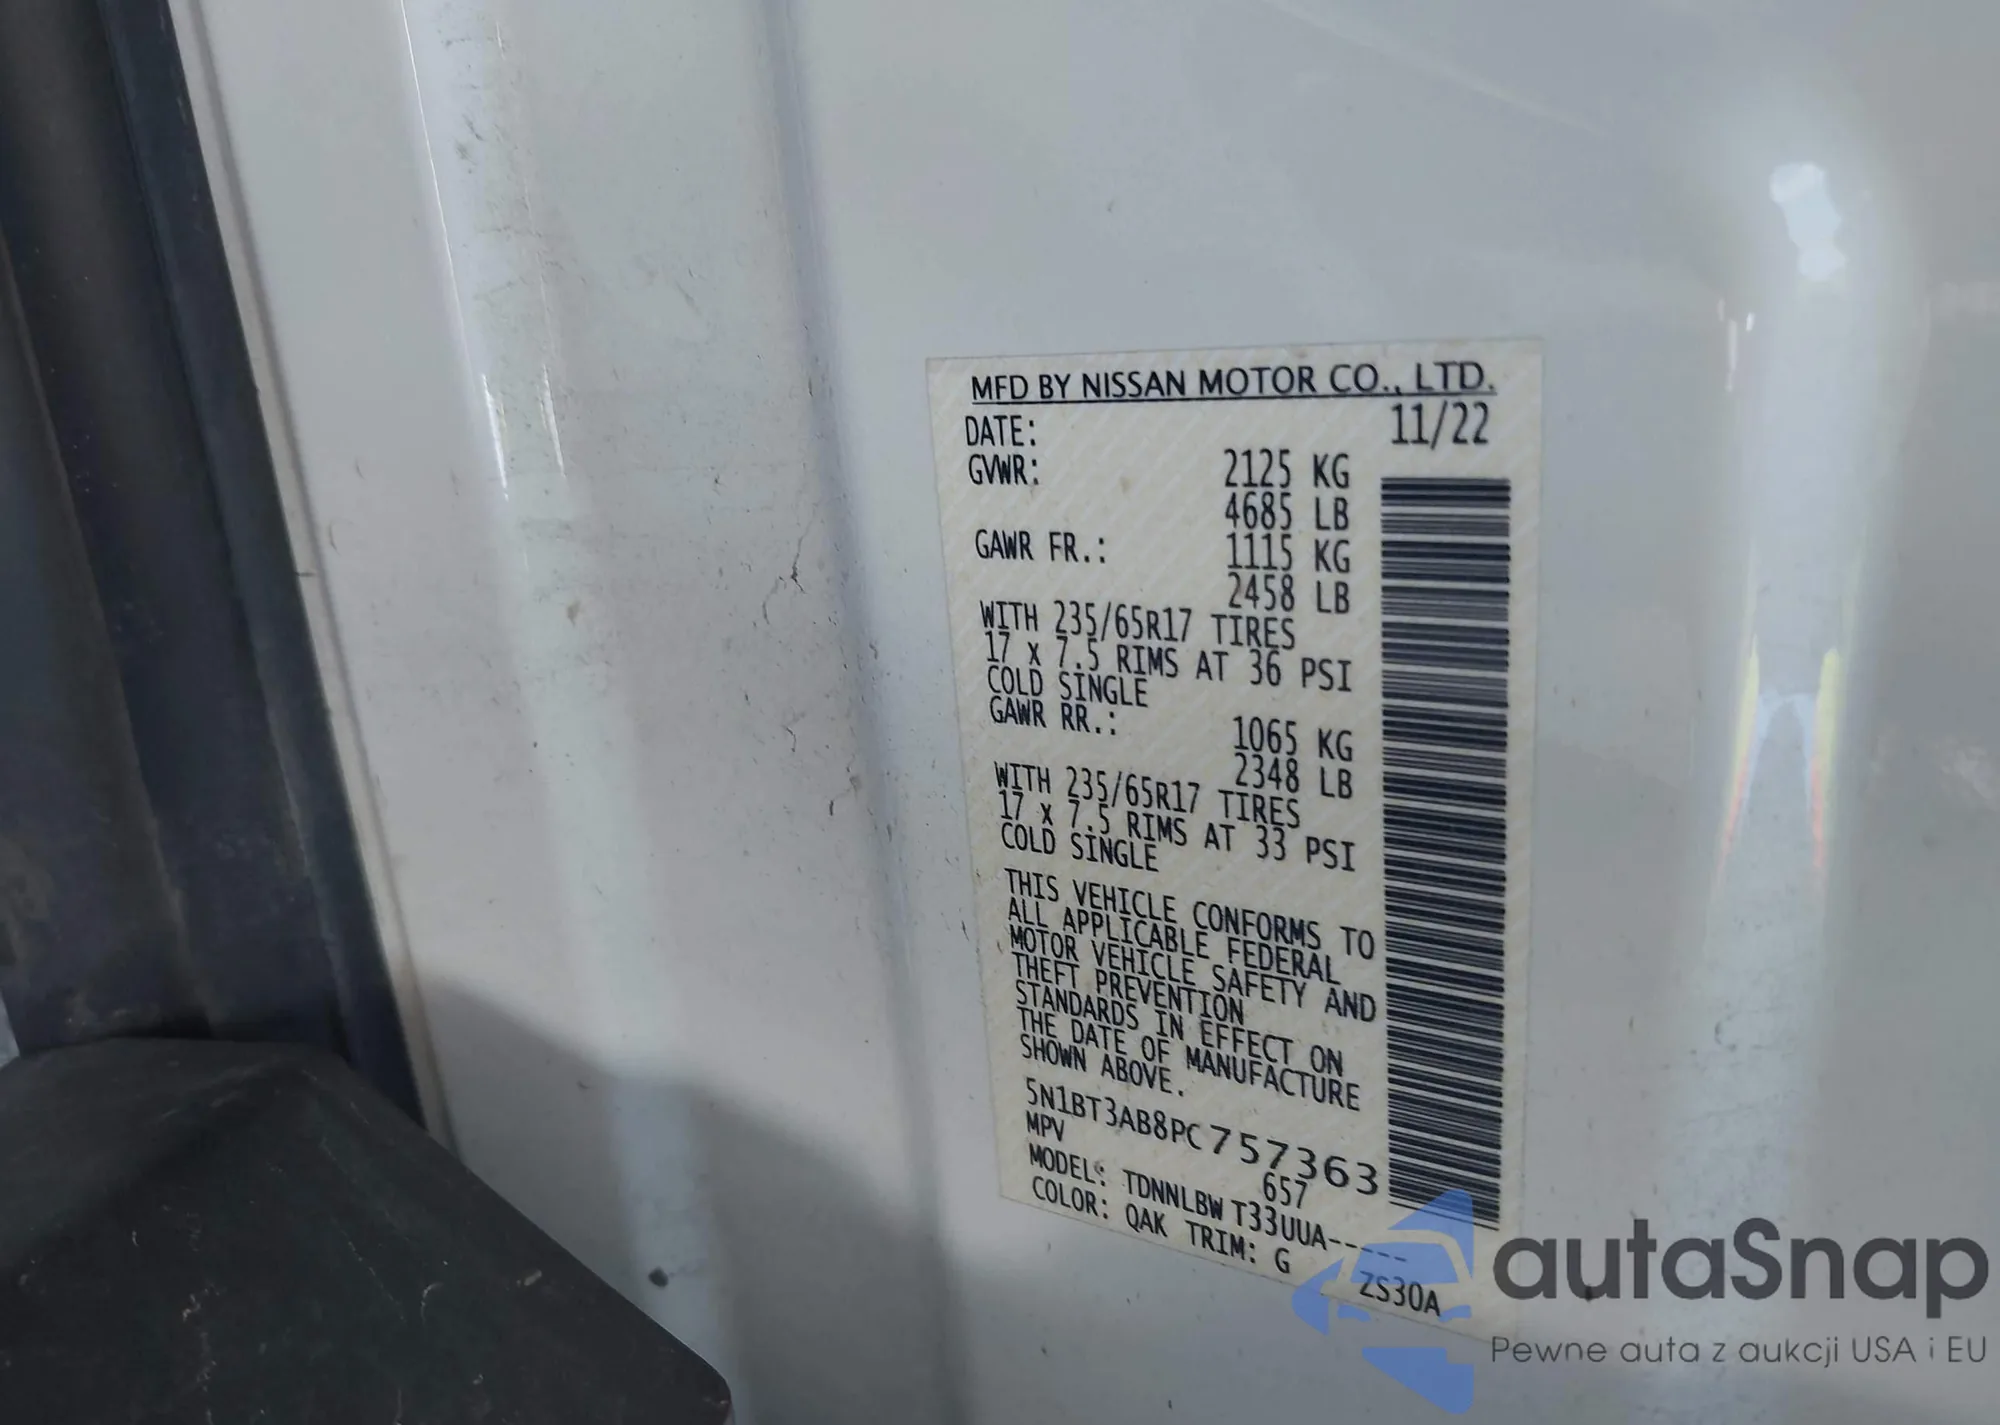 MFD BY NISSAN MOTOR CO., LTD.
DATE: 11/22
GVWR: 2125 KG
4685 LB
GAWR FR.: 1115 KG
2458 LB
WITH 235/65R17 TIRES
17 x 7.5 RIMS AT 36 PSI
COLD SINGLE
GAWR RR.: 1065 KG
2348 LB
WITH 235/65R17 TIRES
17 x 7.5 RIMS AT 33 PSI
COLD SINGLE
THIS VEHICLE CONFORMS TO
ALL APPLICABLE FEDERAL
MOTOR VEHICLE SAFETY AND
THEFT PREVENTION
STANDARDS IN EFFECT ON
THE DATE OF MANUFACTURE
SHOWN ABOVE.
5N1BT3AB8PC757363
MPV 657
MODEL: TDNNLBW T33UUA-----
COLOR: QAK TRIM: G ZS30A
autaSnap
Pewne auta z aukcji USA i EU